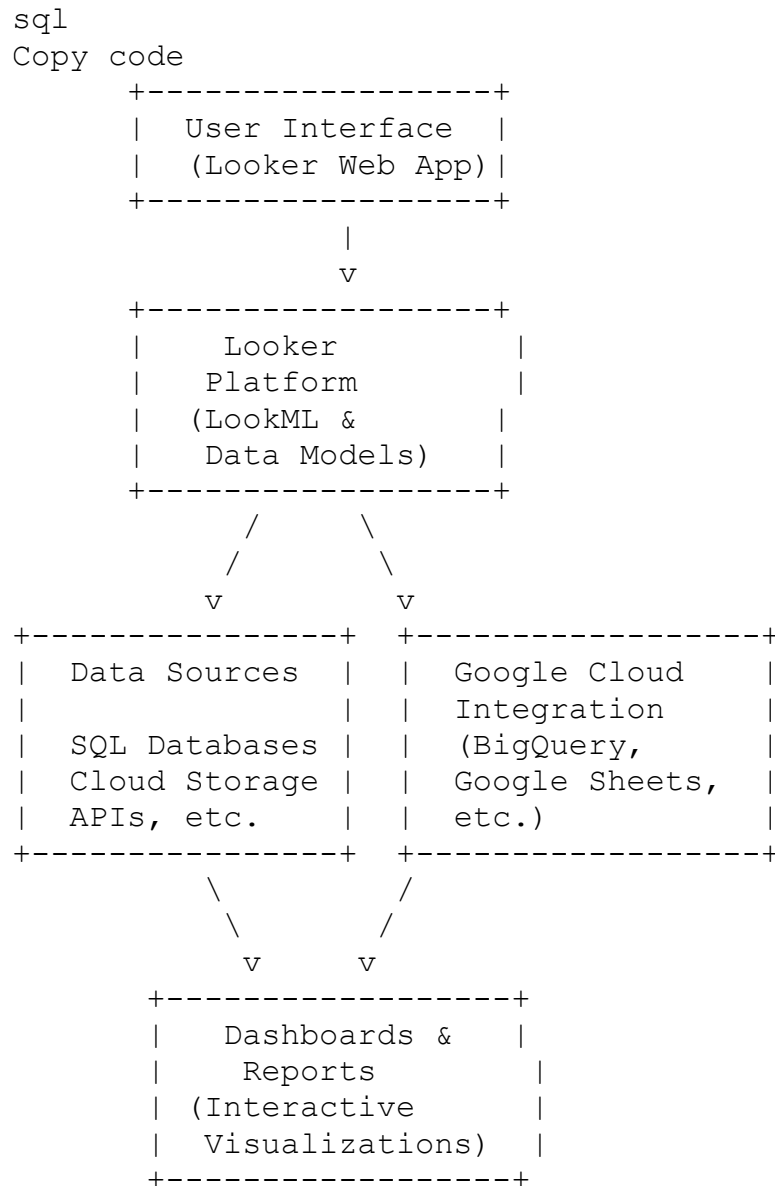 sql
Copy code
+------------------+
|  User Interface  |
|  (Looker Web App)|
+------------------+
|
v
+------------------+
|    Looker         |
|   Platform        |
|  (LookML &       |
|   Data Models)   |
+------------------+
/     \
/       \
v         v
+----------------+  +-------------------+
|  Data Sources  |  |  Google Cloud    |
|                |  |  Integration     |
|  SQL Databases |  |  (BigQuery,      |
|  Cloud Storage |  |  Google Sheets,  |
|  APIs, etc.    |  |  etc.)           |
+----------------+  +-------------------+
\         /
\       /
v     v
+------------------+
|   Dashboards &   |
|    Reports        |
| (Interactive      |
|  Visualizations)  |
+------------------+